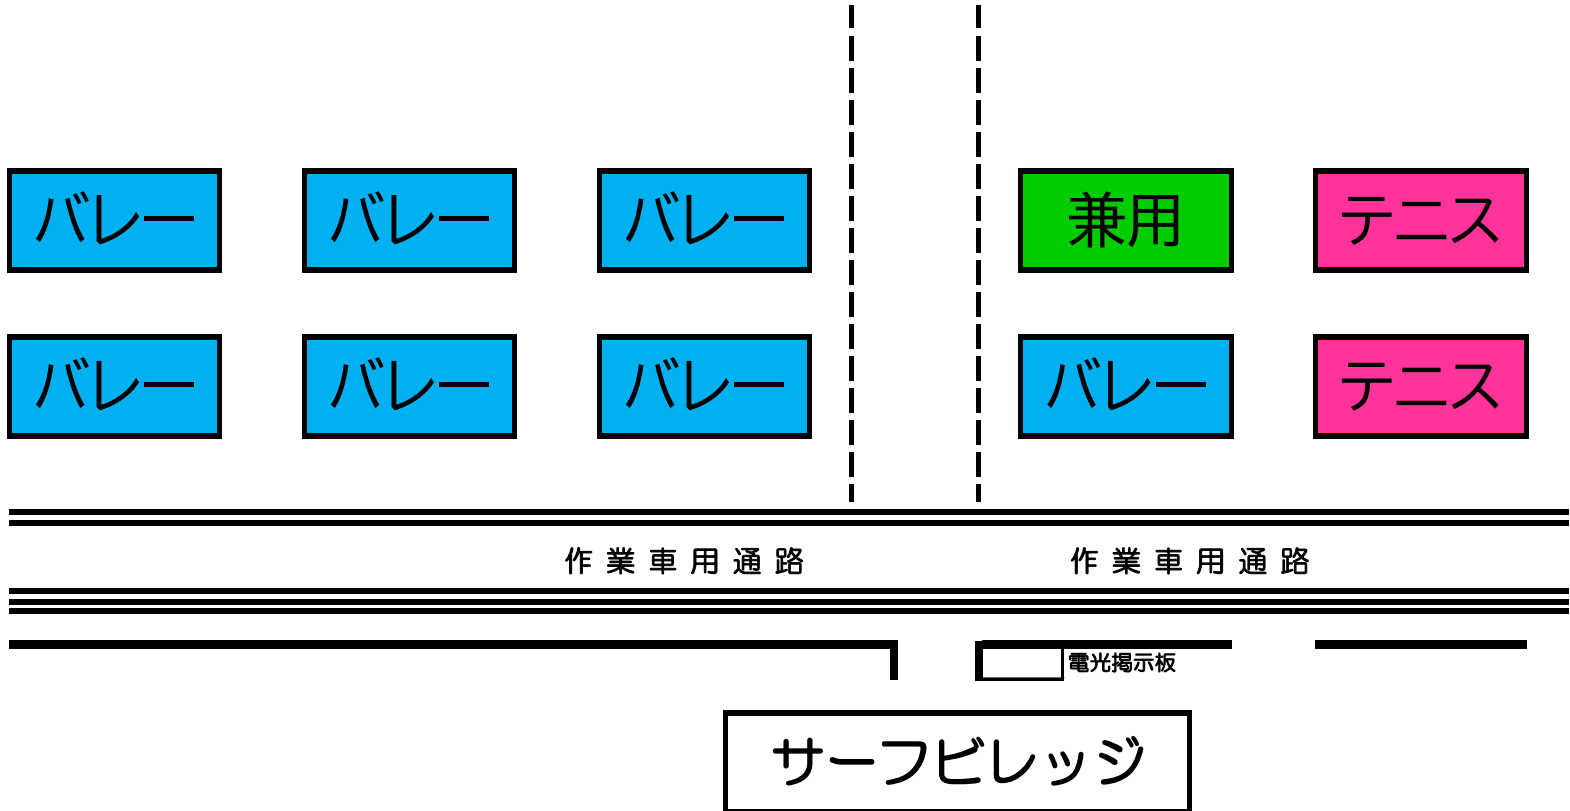 バレー バレー バレー 兼用 テニス
バレー バレー バレー バレー テニス
作業車用通路 作業車用通路
電光掲示板
サーフビレッジ